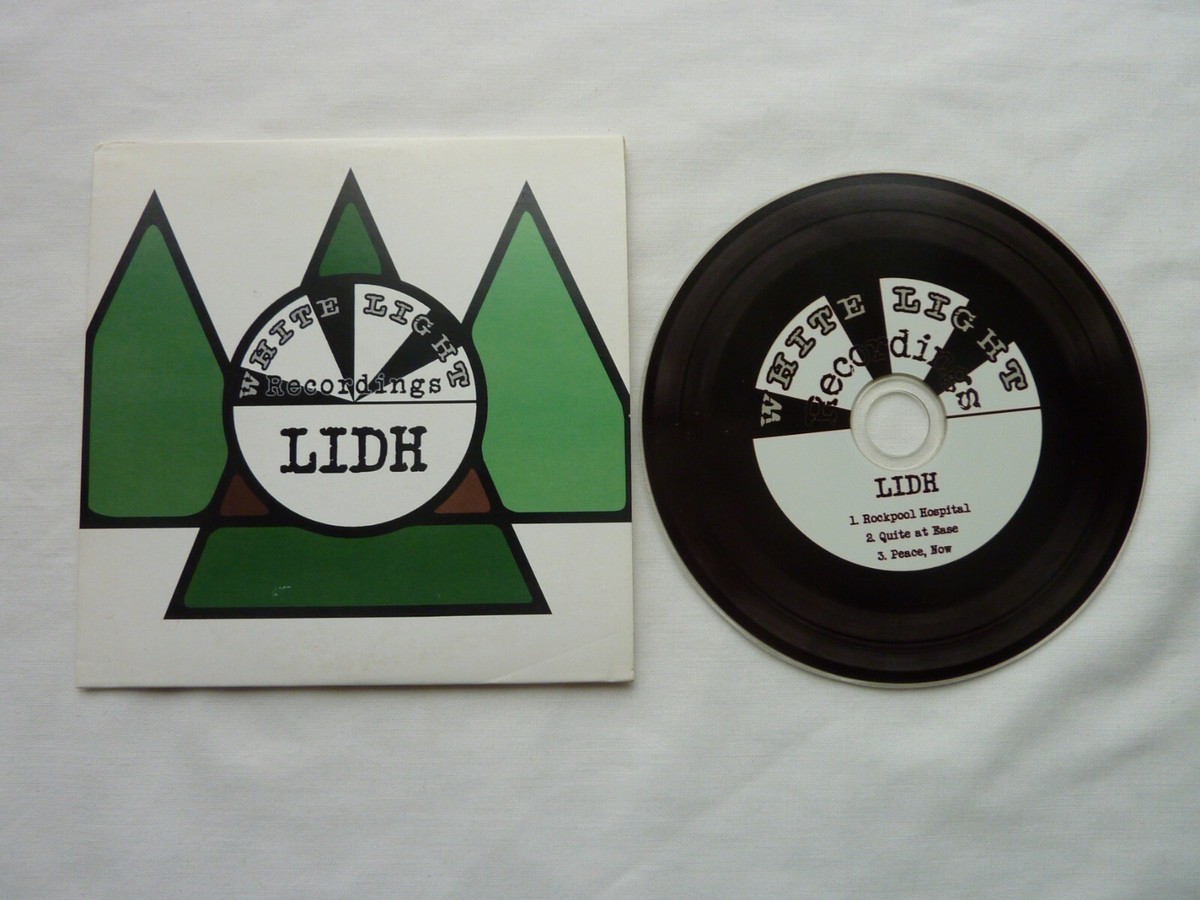 WHITE LIGHT
Recordings
LIDH
WHITE LIGHT
Recordings
LIDH
1. Rockpool Hospital
2. Quite at Ease
3. Peace, Now